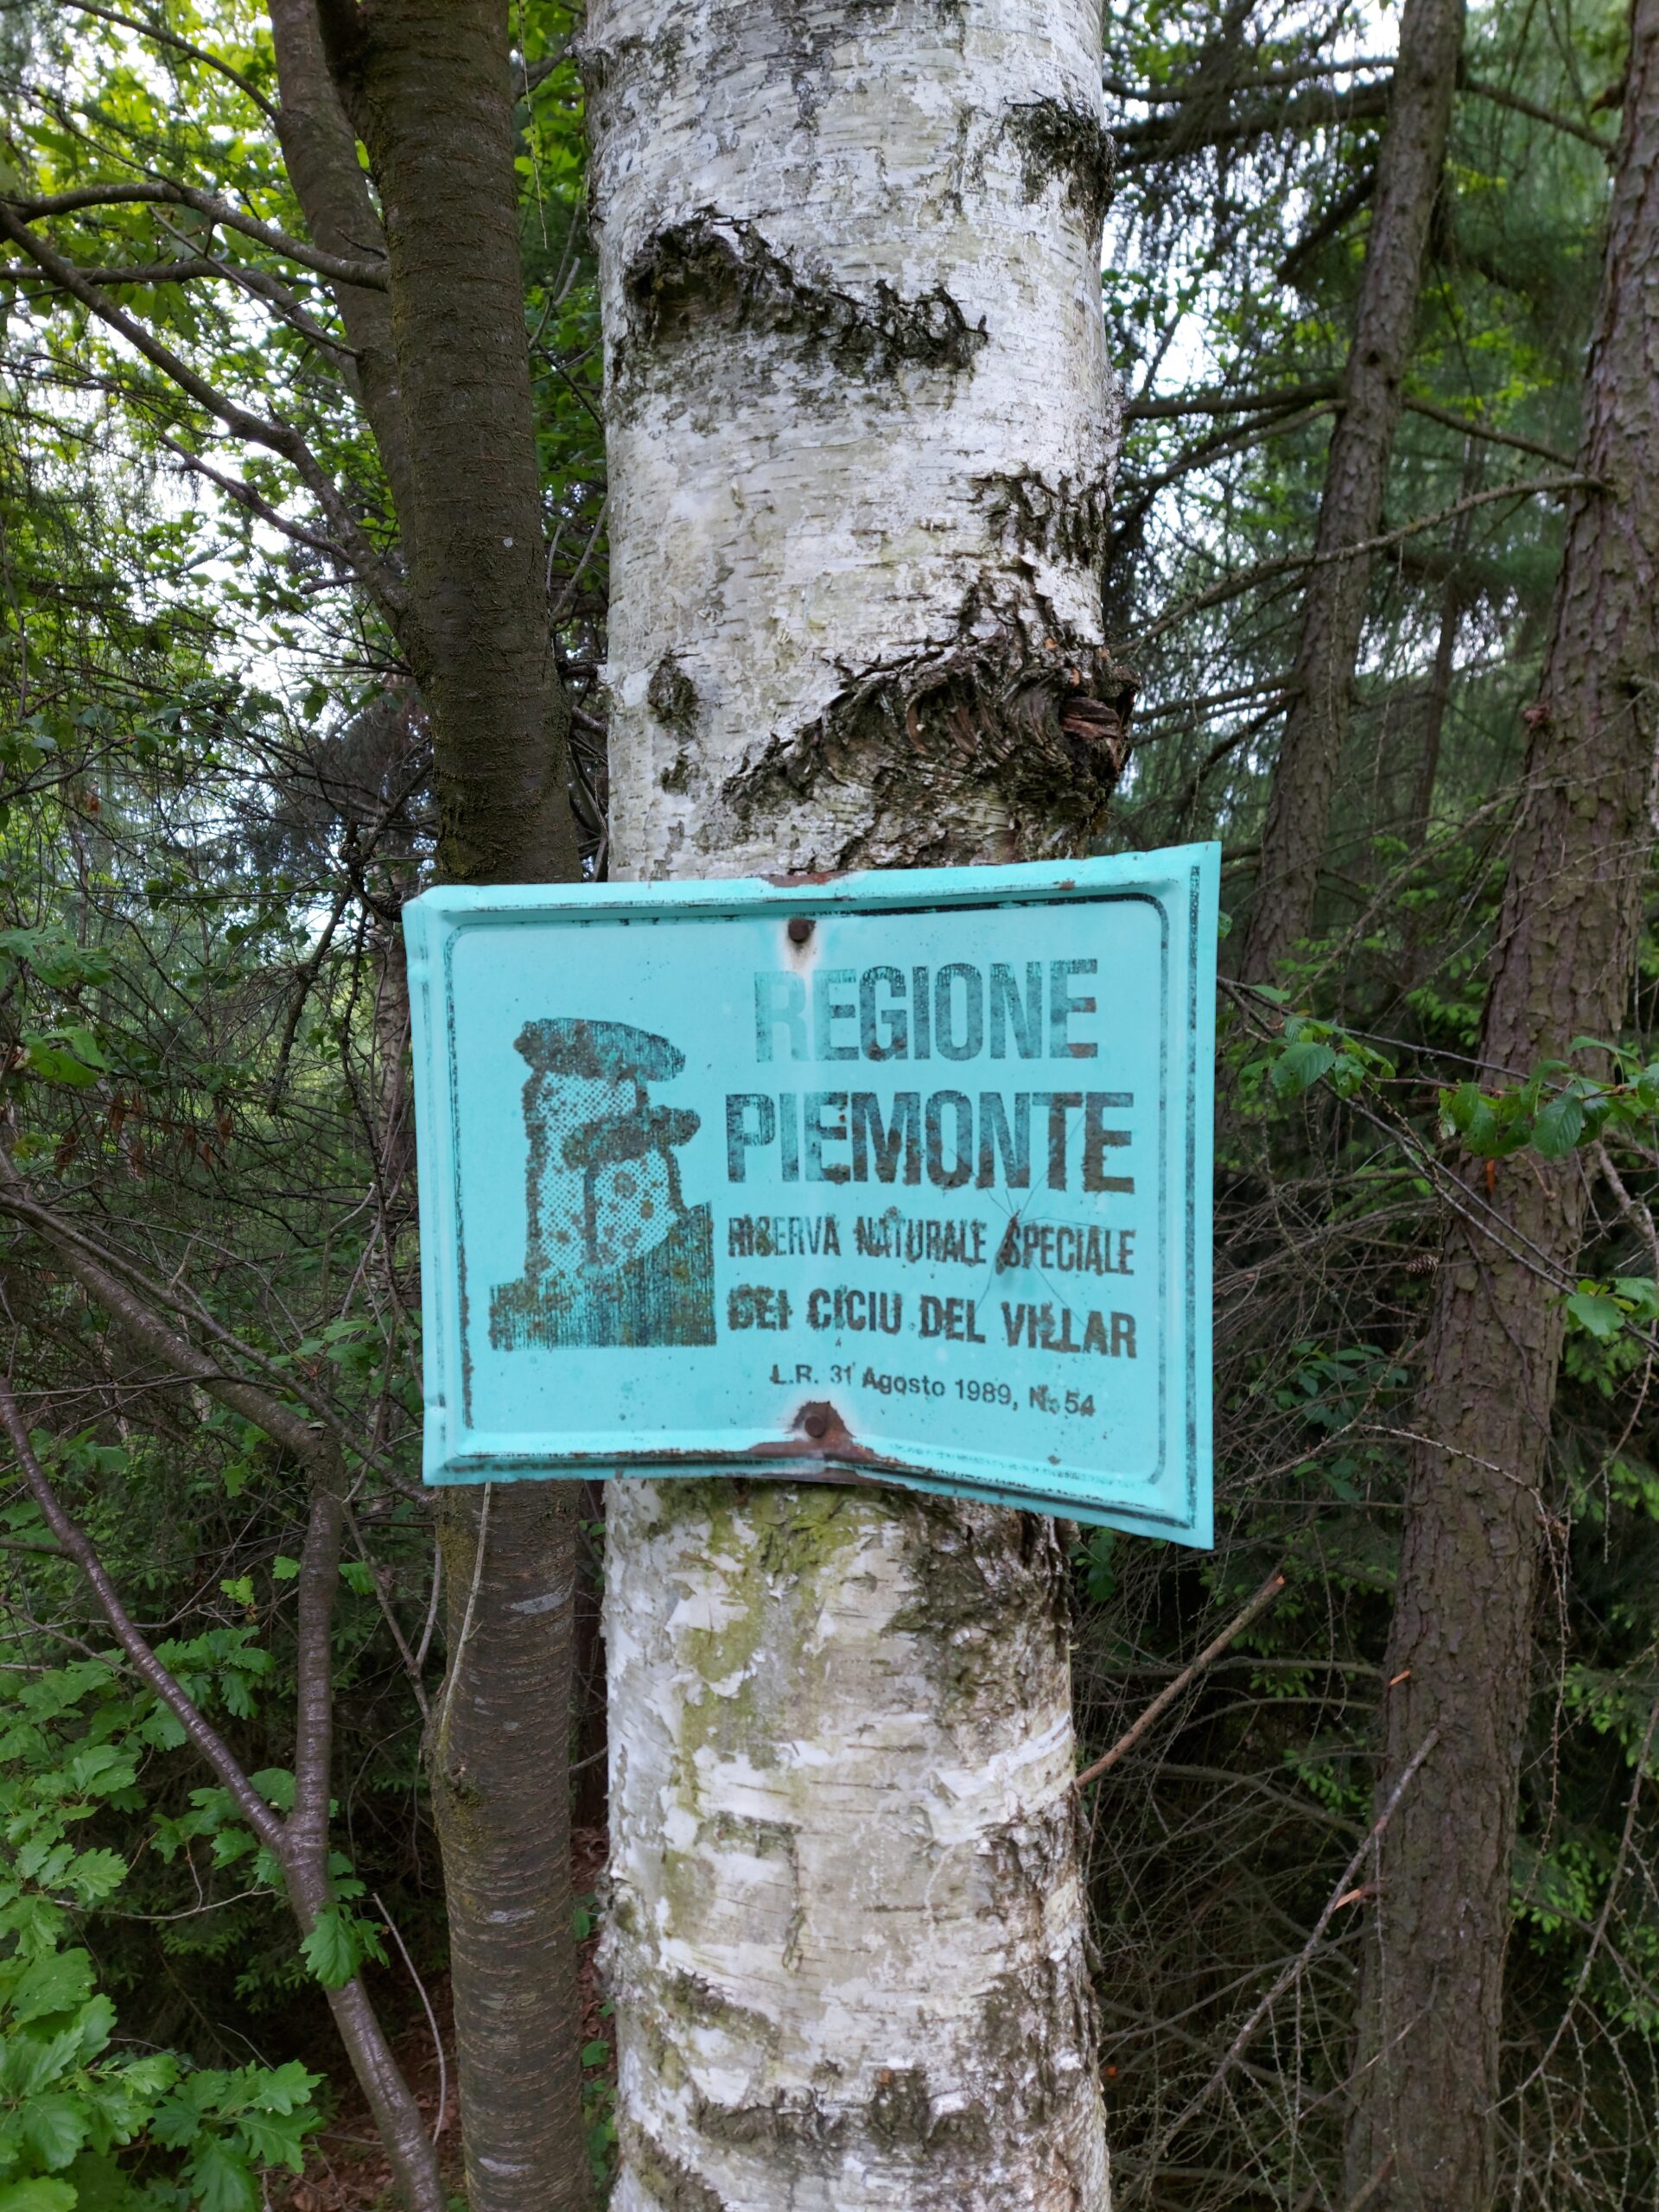 REGIONE
PIEMONTE
RISERVA NATURALE SPECIALE
DEI CICIU DEL VILLAR
L.R. 31 Agosto 1989, N. 54